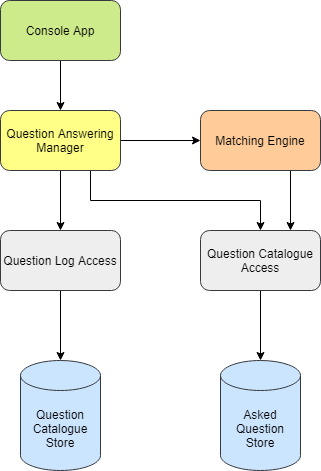 Console App
Question Answering
Manager
Matching Engine
Question Log Access
Question Catalogue
Access
Question
Catalogue
Store
Asked
Question
Store